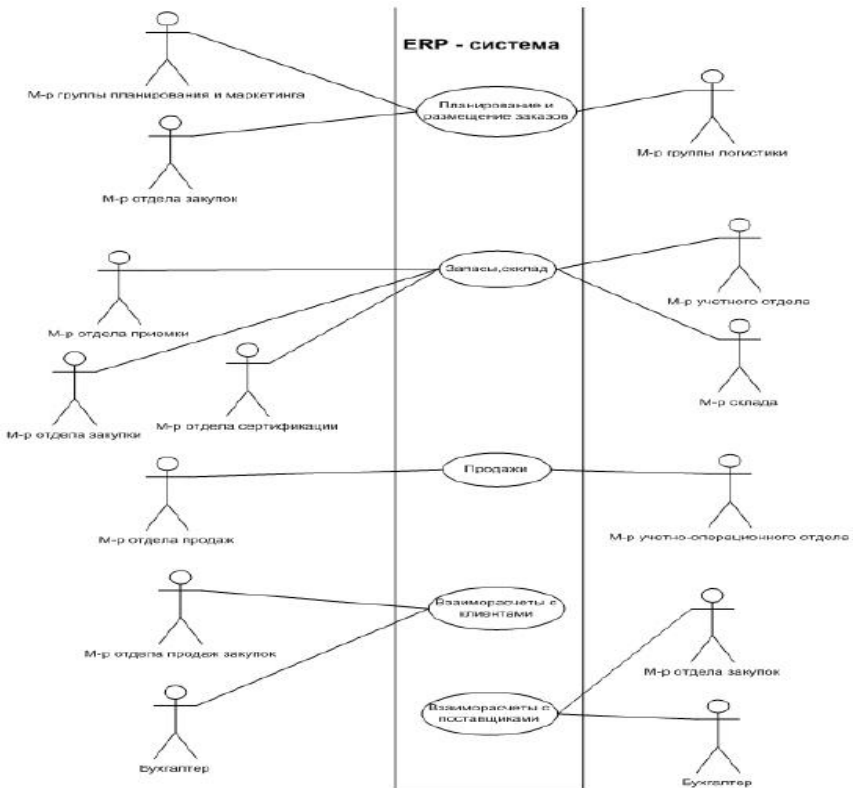 ERP - система
М-р группы планирования и маркетинга
Планирование и
размещение заказов
М-р группы логистики
М-р отдела закупок
Запасы,склад
М-р учетного отдела
М-р отдела приемки
М-р склада
М-р отдела закупки
М-р отдела сертификации
Продажи
М-р отдела продаж
М-р учетно-операционного отдела
Взаиморасчеты с
клиентами
М-р отдела продаж закупок
М-р отдела закупок
Взаиморасчеты с
поставщиками
Бухгалтер
Бухгалтер